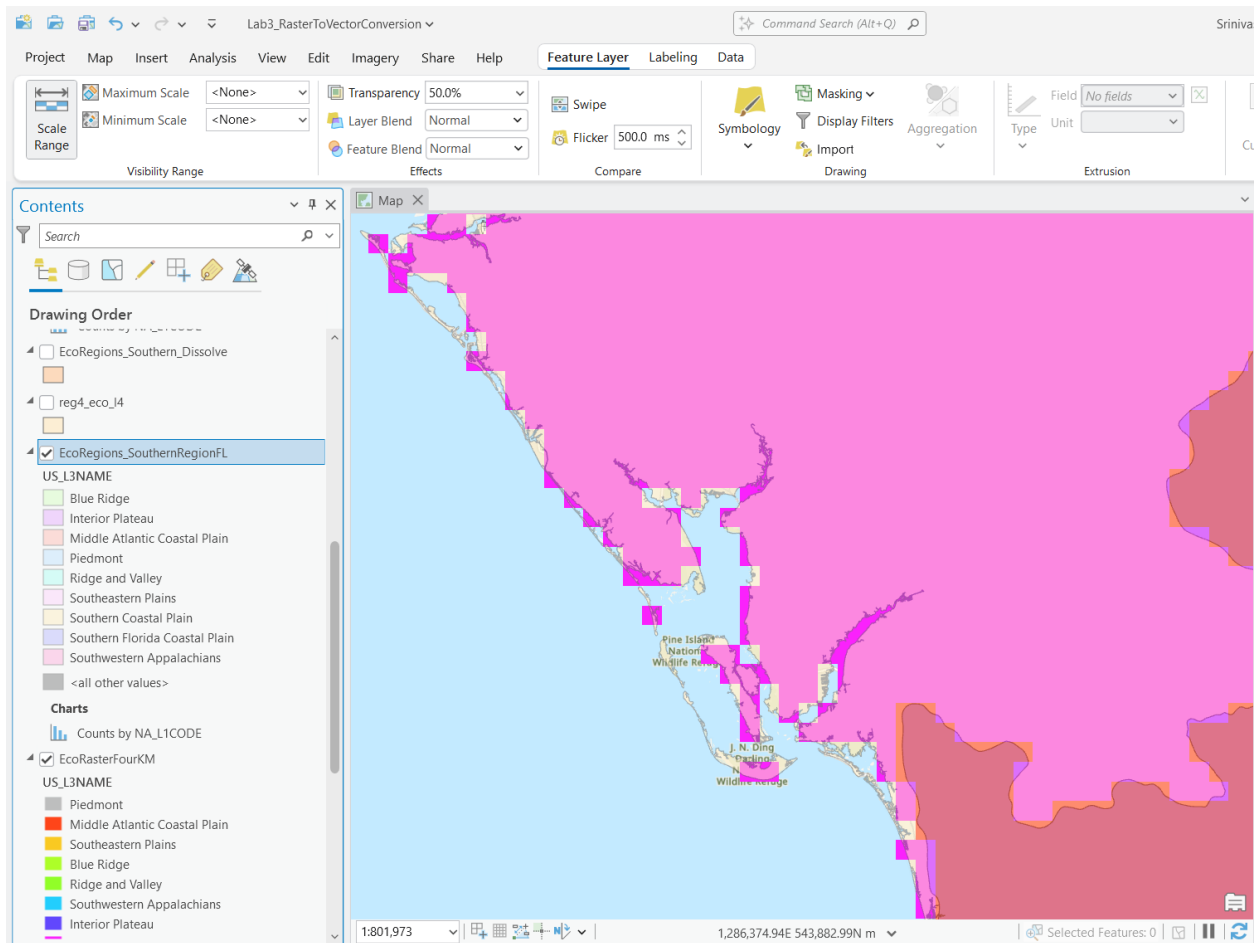 Lab3_RasterToVectorConversion
Command Search (Alt+Q)
Sriniva
Project Map Insert Analysis View Edit Imagery Share Help Feature Layer Labeling Data
Scale Range
Maximum Scale <None>
Minimum Scale <None>
Visibility Range
Transparency 50.0%
Layer Blend Normal
Feature Blend Normal
Effects
Swipe
Flicker 500.0 ms
Compare
Symbology
Masking
Display Filters
Import
Drawing
Aggregation
Type
Field No fields
Unit
Extrusion
Cu
Contents
Search
Drawing Order
Counts by NA_L1CODE
EcoRegions_Southern_Dissolve
reg4_eco_l4
EcoRegions_SouthernRegionFL
US_L3NAME
Blue Ridge
Interior Plateau
Middle Atlantic Coastal Plain
Piedmont
Ridge and Valley
Southeastern Plains
Southern Coastal Plain
Southern Florida Coastal Plain
Southwestern Appalachians
<all other values>
Charts
Counts by NA_L1CODE
EcoRasterFourKM
US_L3NAME
Piedmont
Middle Atlantic Coastal Plain
Southeastern Plains
Blue Ridge
Ridge and Valley
Southwestern Appalachians
Interior Plateau
Map
Pine Island
National
Wildlife Refug
J. N. Ding
Darling
N
Wildlife Refuge
1:801,973
1,286,374.94E 543,882.99N m
Selected Features: 0